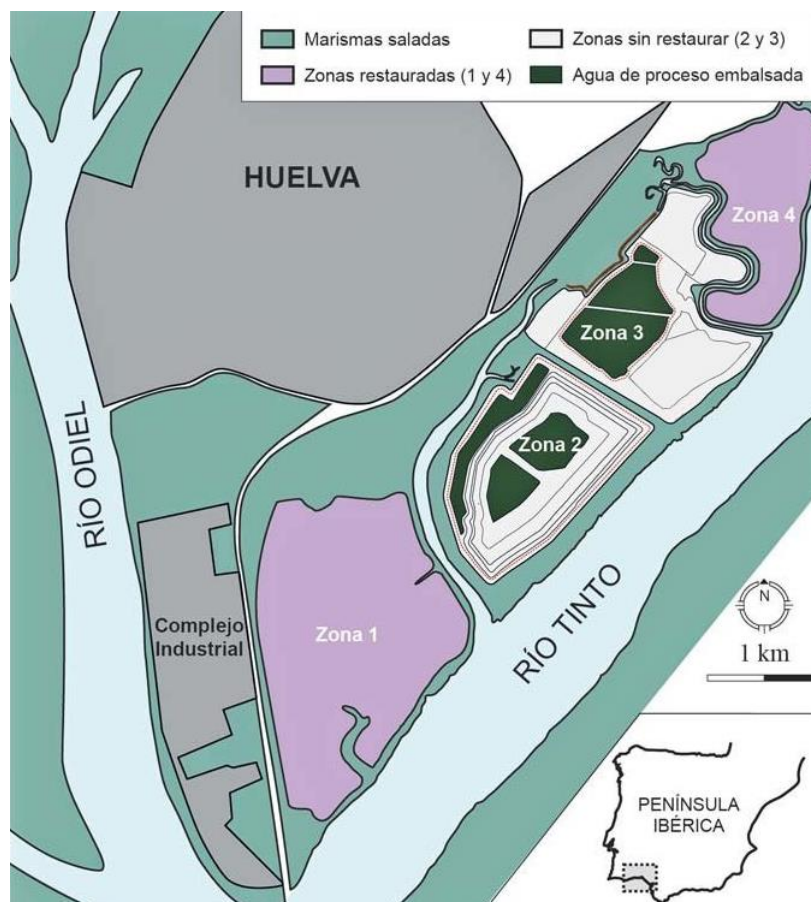 Marismas saladas
Zonas restauradas (1 y 4)
Zonas sin restaurar (2 y 3)
Agua de proceso embalsada
HUELVA
Zona 4
Zona 3
Zona 2
RÍO ODIEL
Zona 1
Complejo
Industrial
RÍO TINTO
N
1 km
PENÍNSULA
IBÉRICA